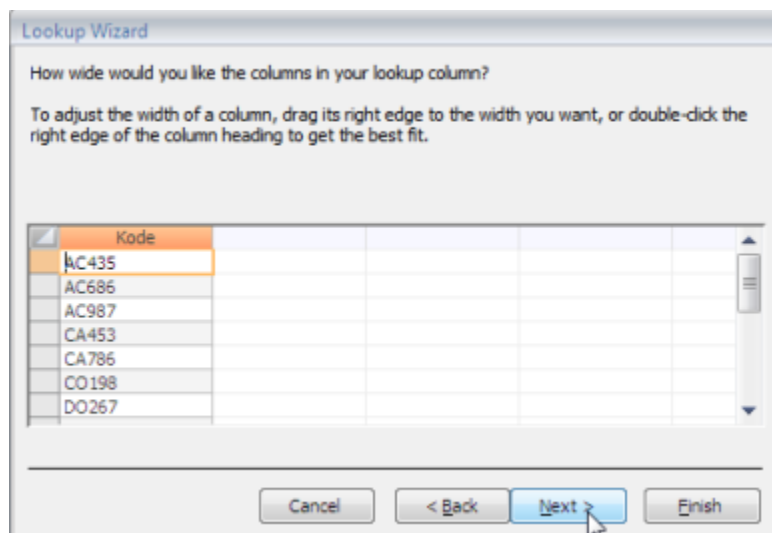 Lookup Wizard
How wide would you like the columns in your lookup column?
To adjust the width of a column, drag its right edge to the width you want, or double-click the
right edge of the column heading to get the best fit.
Kode
AC435
AC686
AC987
CA453
CA786
CO198
DO267
Cancel < Back Next > Finish